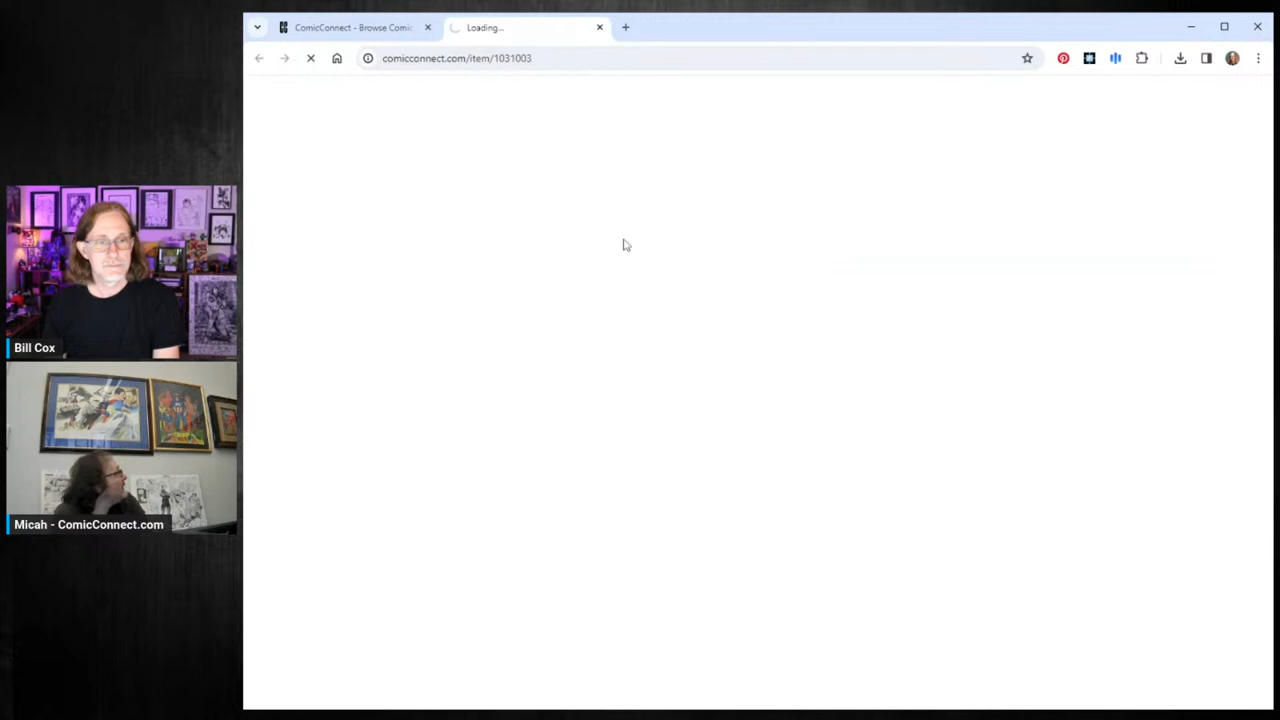 ComicConnect - Browse Comic
Loading...
comicconnect.com/item/1031003
Bill Cox
Micah - ComicConnect.com